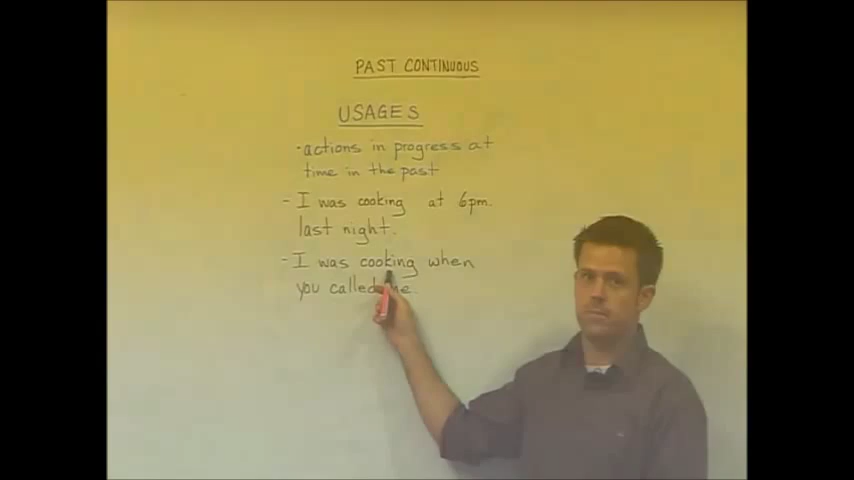 PAST CONTINUOUS
USAGES
- actions in progress at
time in the past
- I was cooking at 6pm.
last night.
- I was cooking when
you called me.